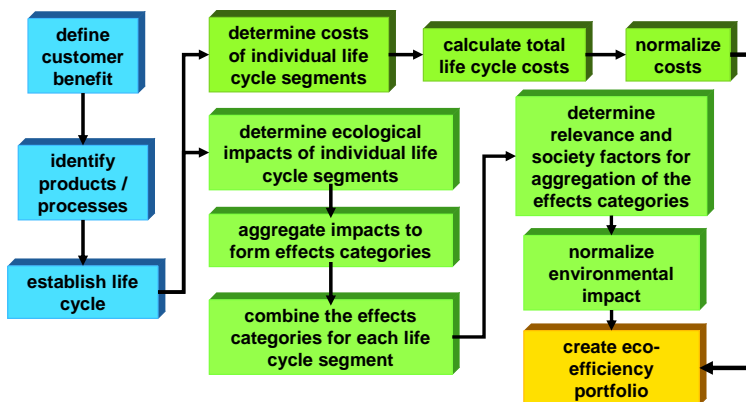 define
customer
benefit
identify
products /
processes
establish life
cycle
determine costs
of individual life
cycle segments
calculate total
life cycle costs
normalize
costs
determine ecological
impacts of individual life
cycle segments
aggregate impacts to
form effects categories
combine the effects
categories for each life
cycle segment
determine
relevance and
society factors for
aggregation of the
effects categories
normalize
environmental
impact
create eco-
efficiency
portfolio